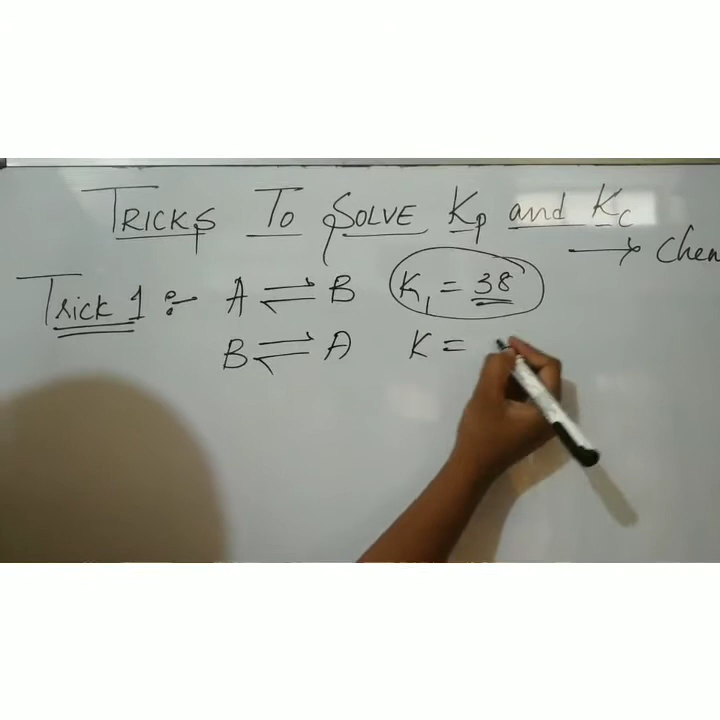 TRICKS TO SOLVE Kp and Kc
→ Chem
Trick 1 :- A ⇌ B K₁ = 38
B ⇌ A K =